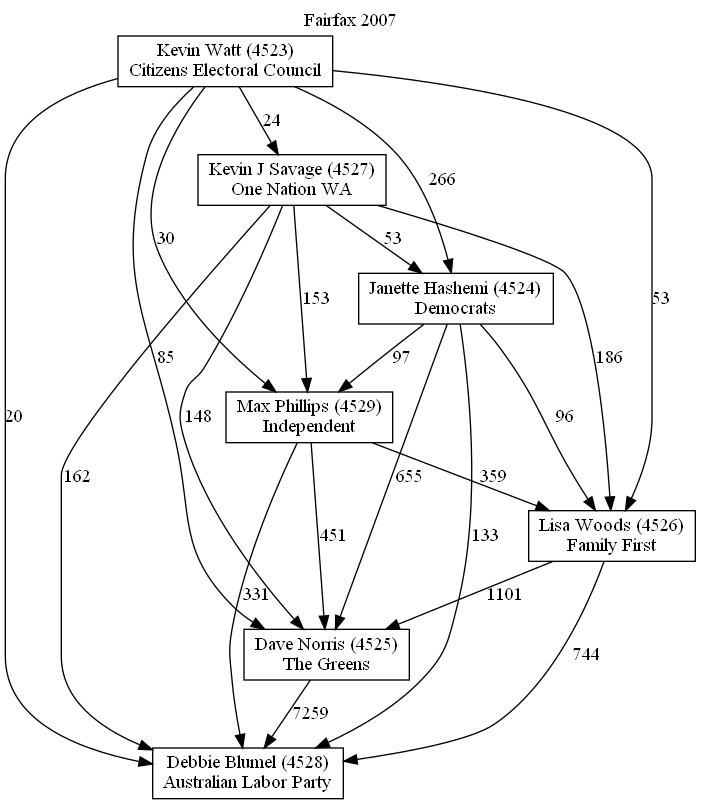 Fairfax 2007
Kevin Watt (4523)
Citizens Electoral Council
24
Kevin J Savage (4527)
One Nation WA
266
30
53
53
Janette Hashemi (4524)
Democrats
153
85
97
186
Max Phillips (4529)
Independent
20
148
96
162
359
655
Lisa Woods (4526)
Family First
451
133
331
1101
Dave Norris (4525)
The Greens
744
7259
Debbie Blumel (4528)
Australian Labor Party